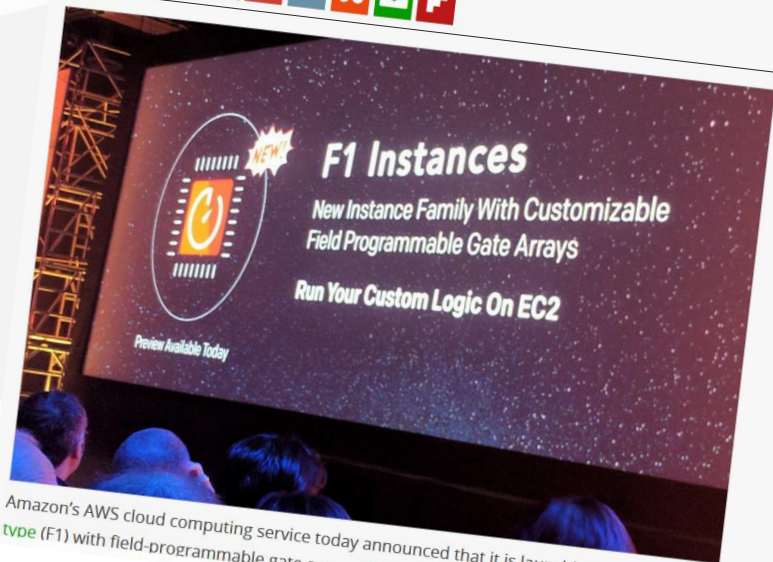 NEW!
F1 Instances
New Instance Family With Customizable
Field Programmable Gate Arrays
Run Your Custom Logic On EC2
Preview Available Today
Amazon's AWS cloud computing service today announced that it is
type (F1) with field-programmable gate